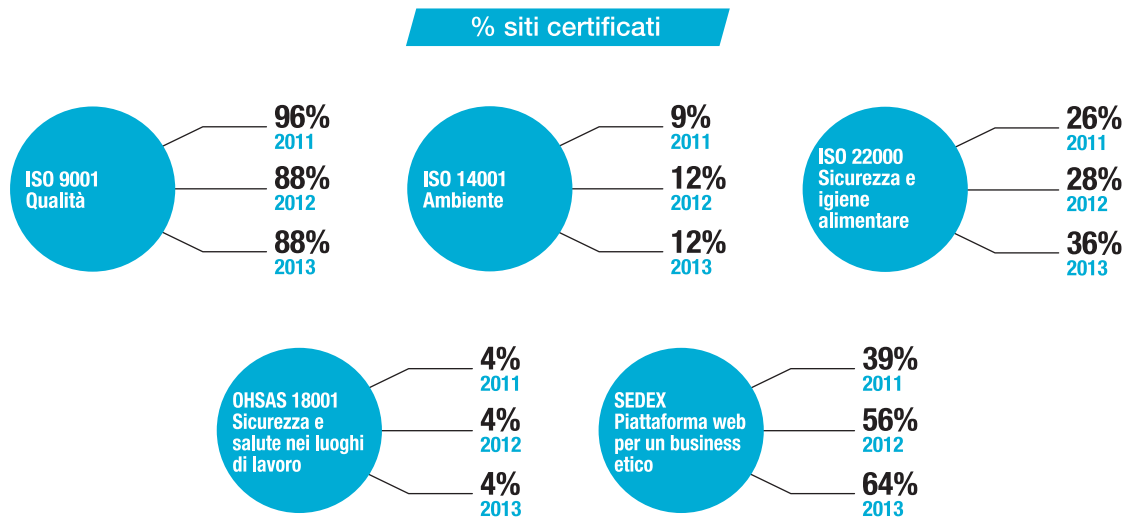 % siti certificati
ISO 9001
Qualità
96%
2011
88%
2012
88%
2013
ISO 14001
Ambiente
9%
2011
12%
2012
12%
2013
ISO 22000
Sicurezza e
igiene
alimentare
26%
2011
28%
2012
36%
2013
OHSAS 18001
Sicurezza e
salute nei luoghi
di lavoro
4%
2011
4%
2012
4%
2013
SEDEX
Piattaforma web
per un business
etico
39%
2011
56%
2012
64%
2013